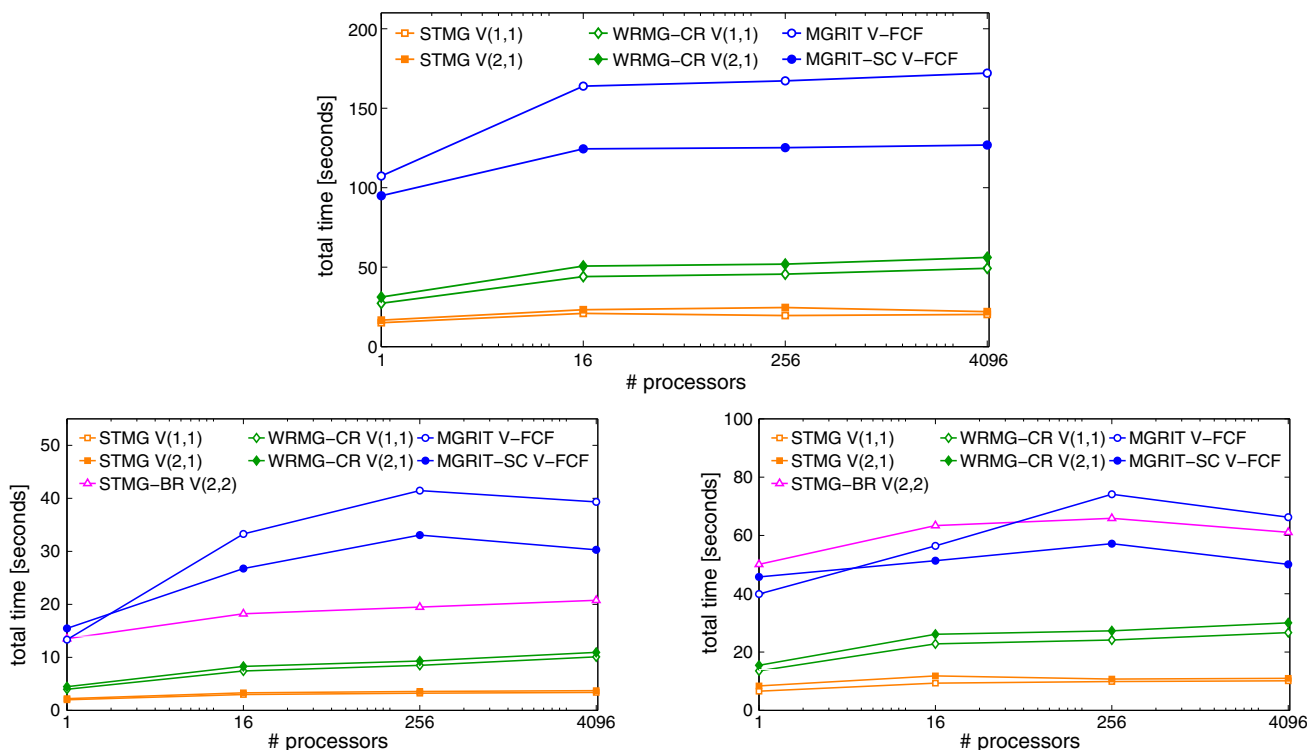 200
150
100
50
0
total time [seconds]
STMG V(1,1)
STMG V(2,1)
WRMG−CR V(1,1)
WRMG−CR V(2,1)
MGRIT V−FCF
MGRIT−SC V−FCF
1 16 256 4096
# processors
50
40
30
20
10
0
total time [seconds]
STMG V(1,1)
STMG V(2,1)
STMG−BR V(2,2)
WRMG−CR V(1,1)
WRMG−CR V(2,1)
MGRIT V−FCF
MGRIT−SC V−FCF
1 16 256 4096
# processors
100
80
60
40
20
0
total time [seconds]
STMG V(1,1)
STMG V(2,1)
STMG−BR V(2,2)
WRMG−CR V(1,1)
WRMG−CR V(2,1)
MGRIT V−FCF
MGRIT−SC V−FCF
1 16 256 4096
# processors